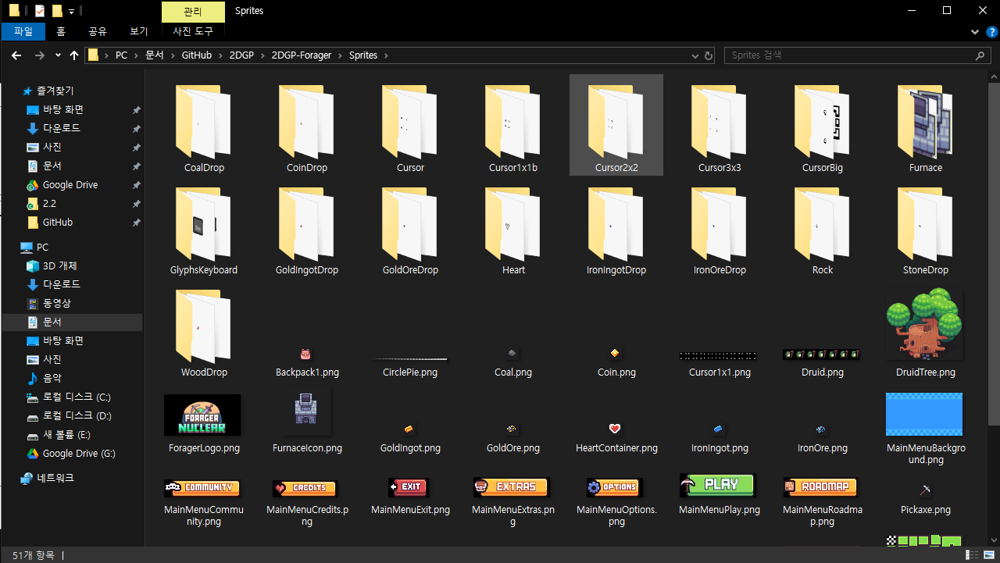 관리
Sprites
파일
홈
공유
보기
사진 도구
PC
문서
GitHub
2DGP
2DGP-Forager
Sprites
Sprites 검색
즐겨찾기
바탕 화면
다운로드
사진
문서
Google Drive
2.2
GitHub
PC
3D 개체
다운로드
동영상
문서
바탕 화면
사진
음악
로컬 디스크 (C:)
로컬 디스크 (D:)
새 볼륨 (E:)
Google Drive (G:)
네트워크
CoalDrop
CoinDrop
Cursor
Cursor1x1b
Cursor2x2
Cursor3x3
CursorBig
Furnace
GlyphsKeyboard
GoldIngotDrop
GoldOreDrop
Heart
IronIngotDrop
IronOreDrop
Rock
StoneDrop
WoodDrop
Backpack1.png
CirclePie.png
Coal.png
Coin.png
Cursor1x1.png
Druid.png
DruidTree.png
FORAGER
NUCLEAR
ForagerLogo.png
FurnaceIcon.png
GoldIngot.png
GoldOre.png
HeartContainer.png
IronIngot.png
IronOre.png
MainMenuBackgro
und.png
COMMUNITY
MainMenuCommu
nity.png
CREDITS
MainMenuCredits.p
ng
EXIT
MainMenuExit.png
EXTRAS
MainMenuExtras.pn
g
OPTIONS
MainMenuOptions.
png
PLAY
MainMenuPlay.png
ROADMAP
MainMenuRoadma
p.png
Pickaxe.png
51개 항목